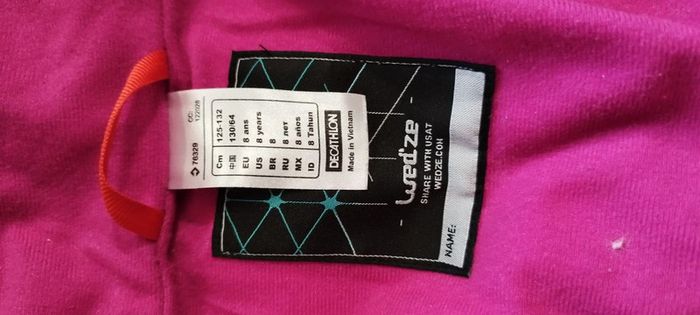 CC: 122028
76329
Cm 125-132
中国 130/64
EU 8 ans
US 8 years
BR 8
RU 8 лет
MX 8 años
ID 8 Tahun
DECATHLON
Made in Vietnam
wed'ze
SHARE WITH US AT
WEDZE.COM
NAME: